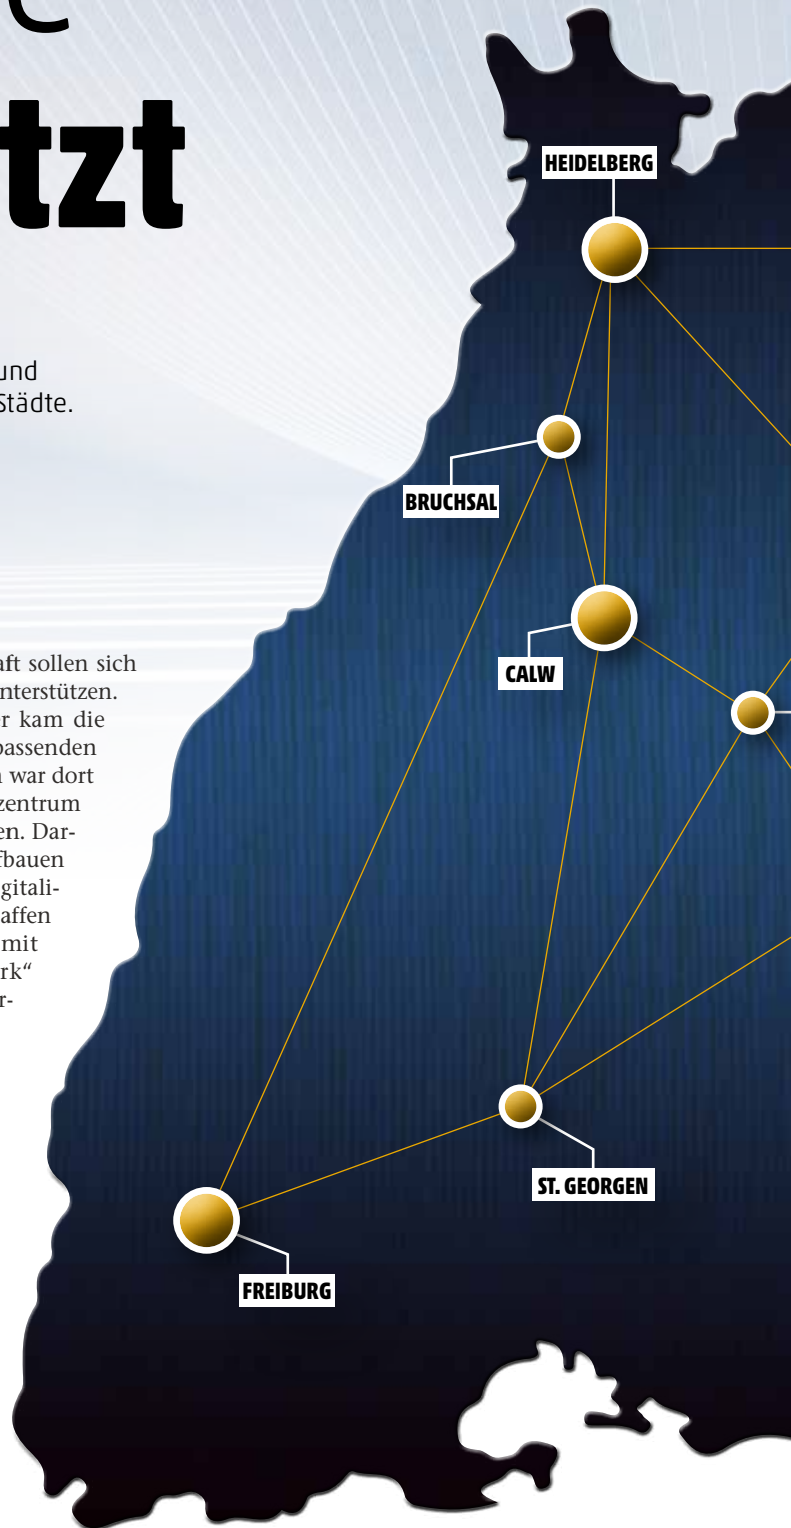 tzt
und
Städte.
aft sollen sich
nterstützen.
r kam die
passenden
war dort
zentrum
en. Dar-
fbauen
gitali-
affen
mit
rk“
r-
HEIDELBERG
BRUCHSAL
CALW
ST. GEORGEN
FREIBURG